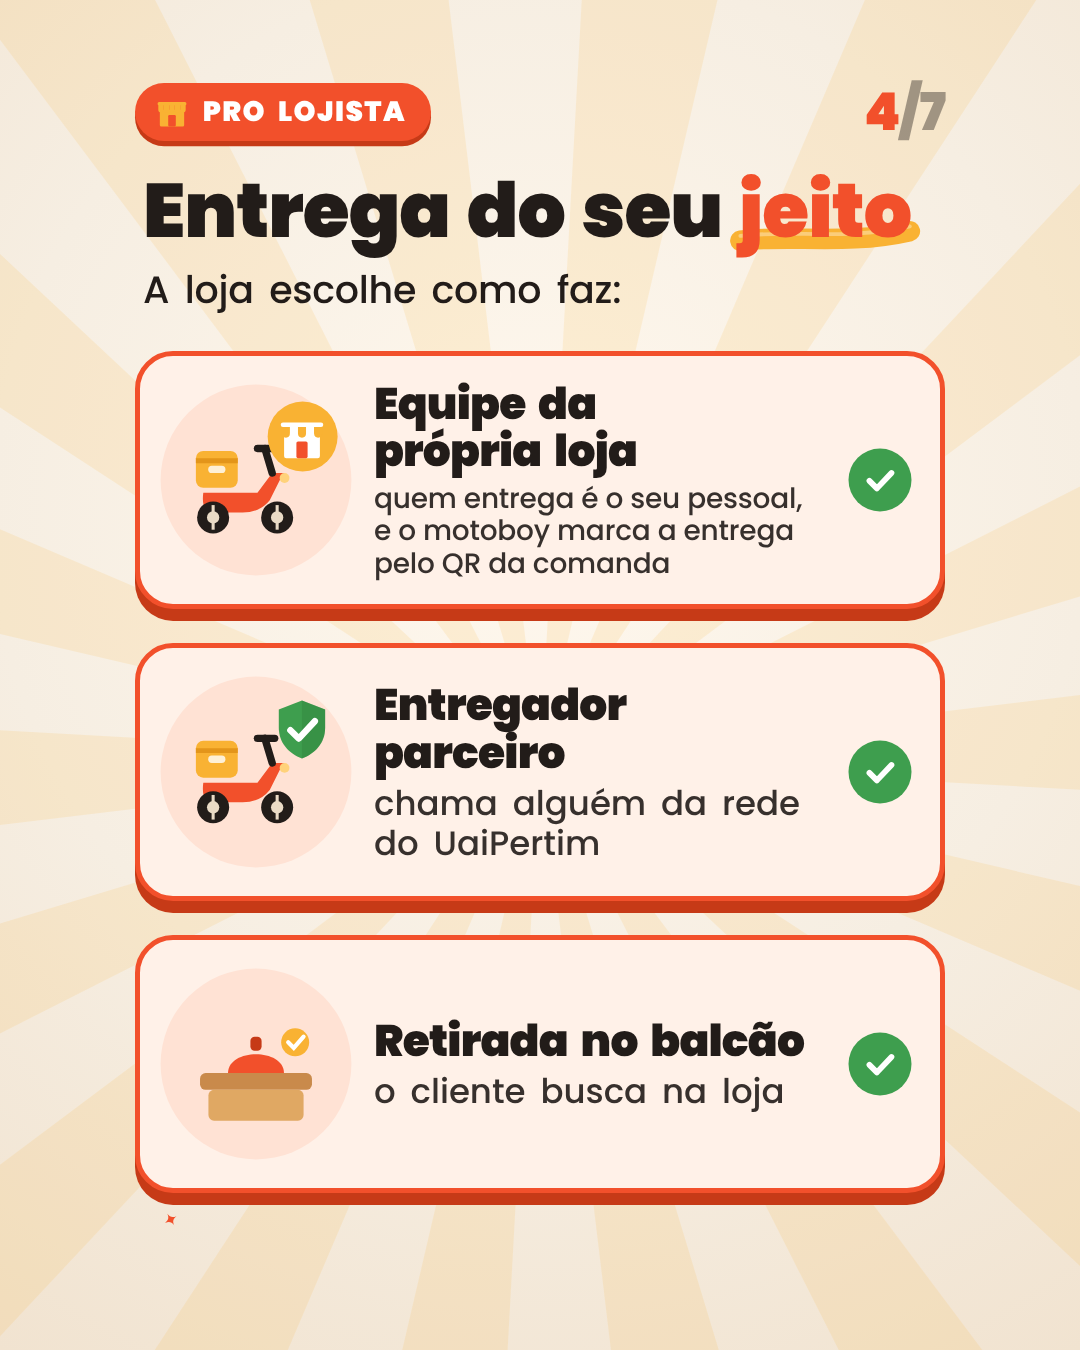 PRO LOJISTA
4/7
Entrega do seu jeito
A loja escolhe como faz:
Equipe da
própria loja
quem entrega é o seu pessoal,
e o motoboy marca a entrega
pelo QR da comanda
Entregador
parceiro
chama alguém da rede
do UaiPertim
Retirada no balcão
o cliente busca na loja